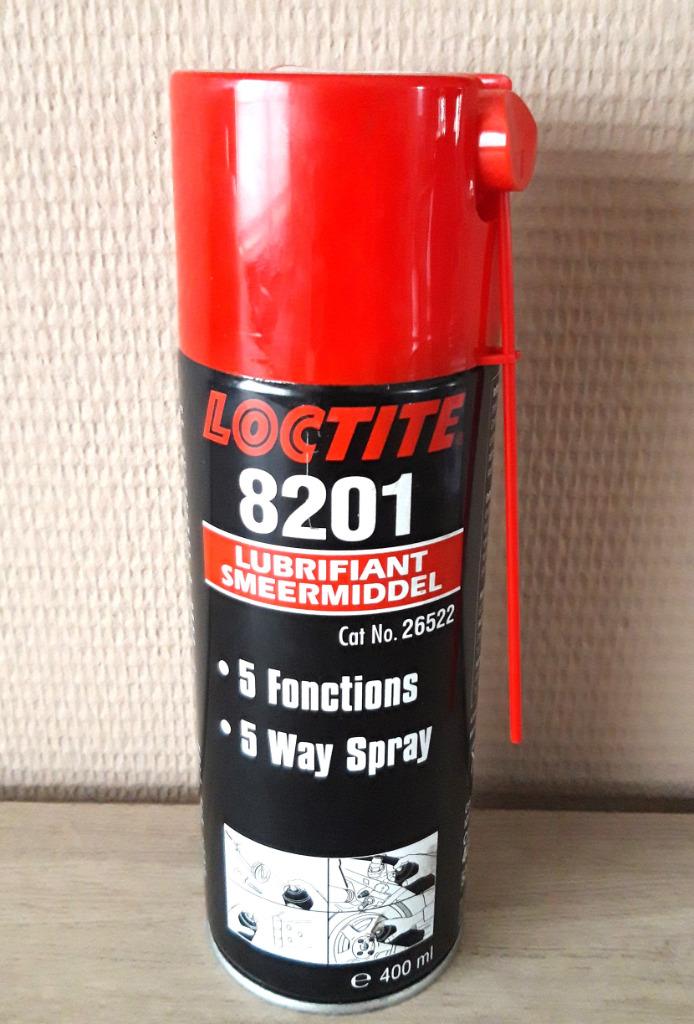 LOCTITE
8201
LUBRIFIANT
SMEERMIDDEL
Cat No. 26522
• 5 Fonctions
• 5 Way Spray
℮ 400 ml